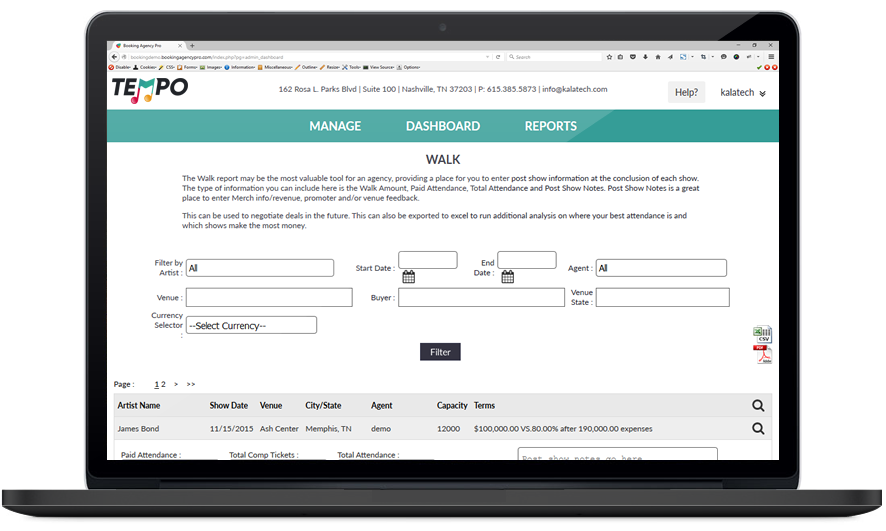 Booking Agency Pro
bookingdemo.bookingagencypro.com/index.php?pg=admin_dashboard
Search
Disable Cookies CSS Forms Images Information Miscellaneous Outline Resize Tools View Source Options
TEMPO
162 Rosa L. Parks Blvd | Suite 100 | Nashville, TN 37203 | P: 615.385.5873 | info@kalatech.com
Help?
kalatech
MANAGE DASHBOARD REPORTS
WALK
The Walk report may be the most valuable tool for an agency, providing a place for you to enter post show information at the conclusion of each show.
The type of information you can include here is the Walk Amount, Paid Attendance, Total Attendance and Post Show Notes. Post Show Notes is a great
place to enter Merch info/revenue, promoter and/or venue feedback.
This can be used to negotiate deals in the future. This can also be exported to excel to run additional analysis on where your best attendance is and
which shows make the most money.
Filter by
Artist : All
Start Date :
End
Date :
Agent : All
Venue :
Buyer :
Venue
State :
Currency
Selector
: --Select Currency--
Filter
CSV
PDF
Adobe
Page : 1 2 > >>
Artist Name Show Date Venue City/State Agent Capacity Terms
James Bond 11/15/2015 Ash Center Memphis, TN demo 12000 $100,000.00 VS.80.00% after 190,000.00 expenses
Paid Attendance : Total Comp Tickets : Total Attendance : Post show notes go here